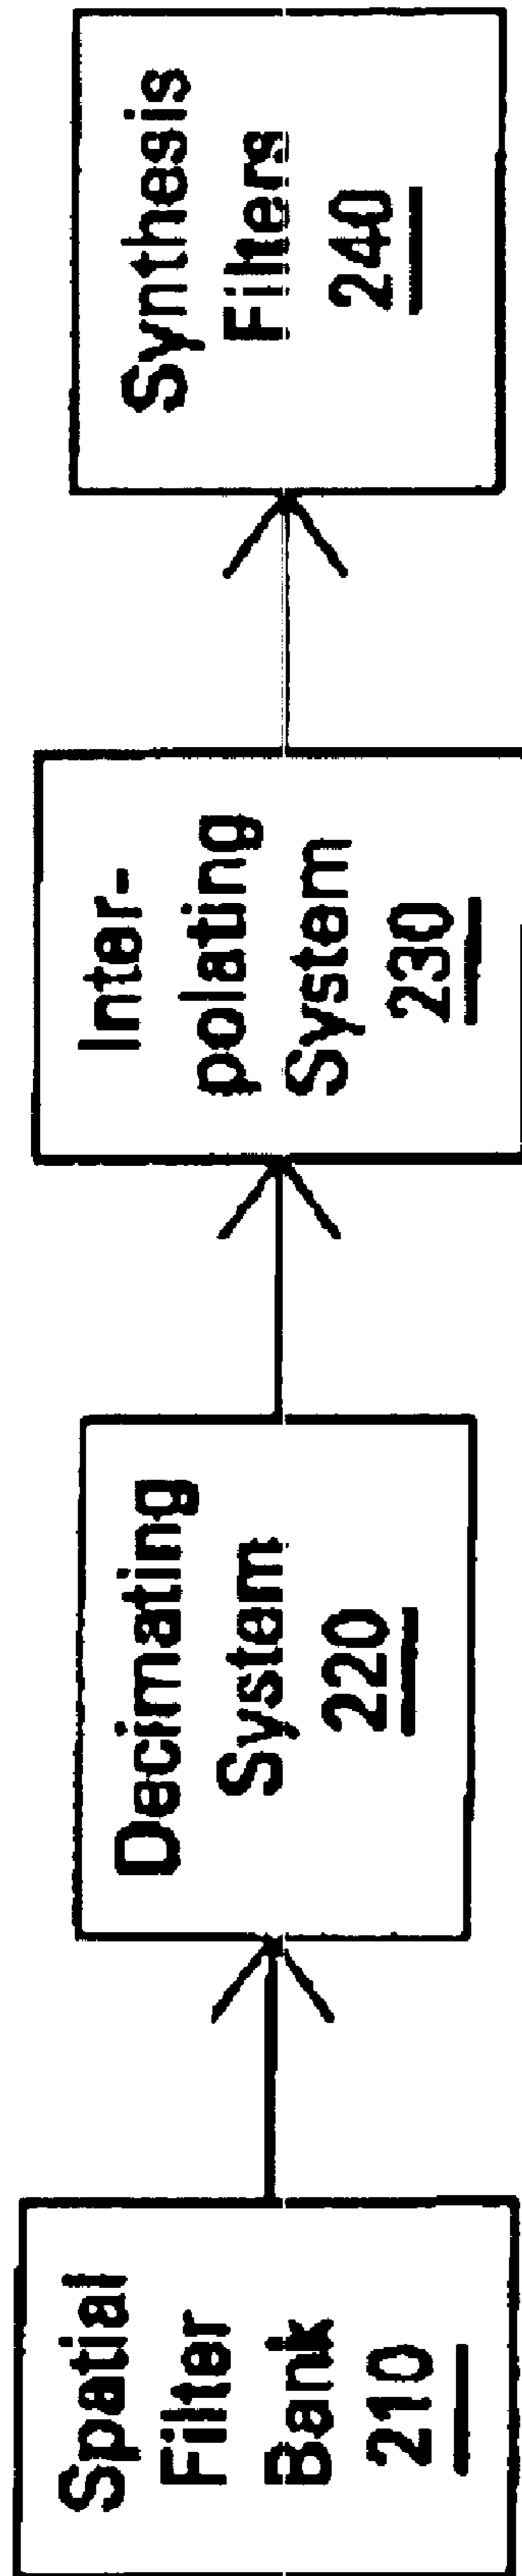 Spatial
Filter
Bank
210
Decimating
System
220
Inter-
polating
System
230
Synthesis
Filters
240